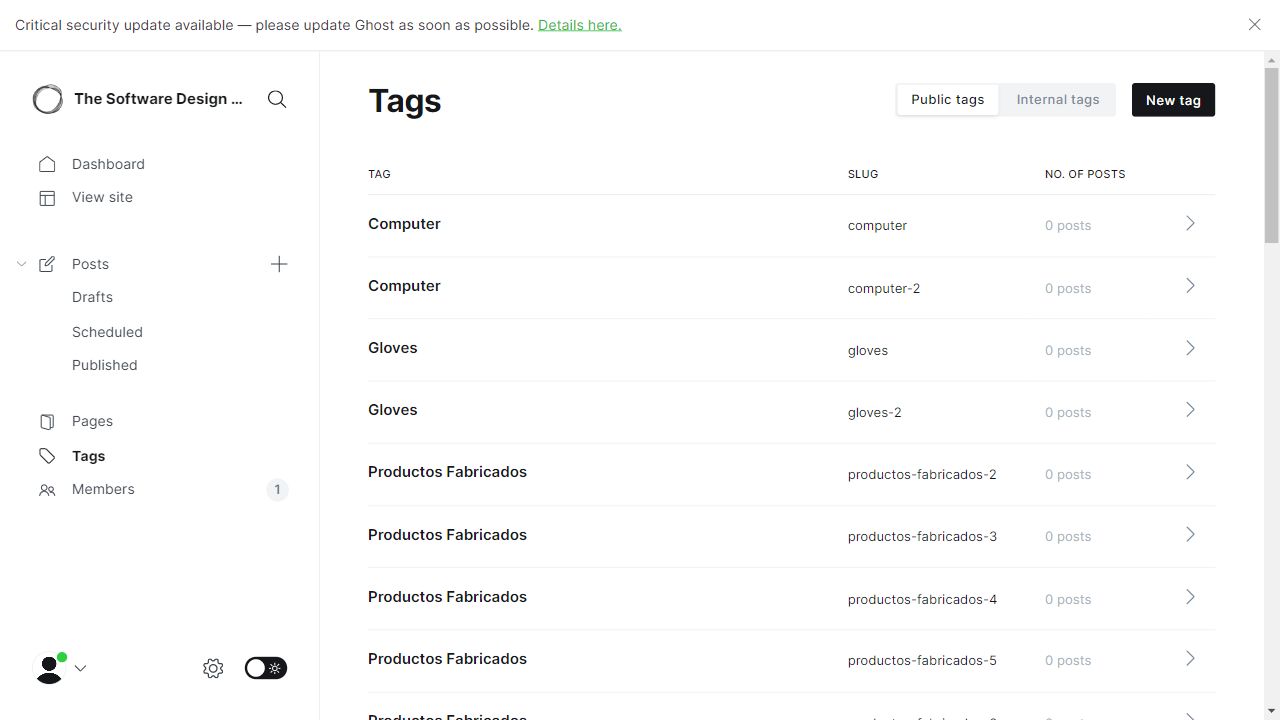 Critical security update available — please update Ghost as soon as possible. Details here.
The Software Design ...
Dashboard
View site
Posts
Drafts
Scheduled
Published
Pages
Tags
Members 1
Tags
Public tags Internal tags New tag
TAG SLUG NO. OF POSTS
Computer computer 0 posts
Computer computer-2 0 posts
Gloves gloves 0 posts
Gloves gloves-2 0 posts
Productos Fabricados productos-fabricados-2 0 posts
Productos Fabricados productos-fabricados-3 0 posts
Productos Fabricados productos-fabricados-4 0 posts
Productos Fabricados productos-fabricados-5 0 posts
Productos Fabricados